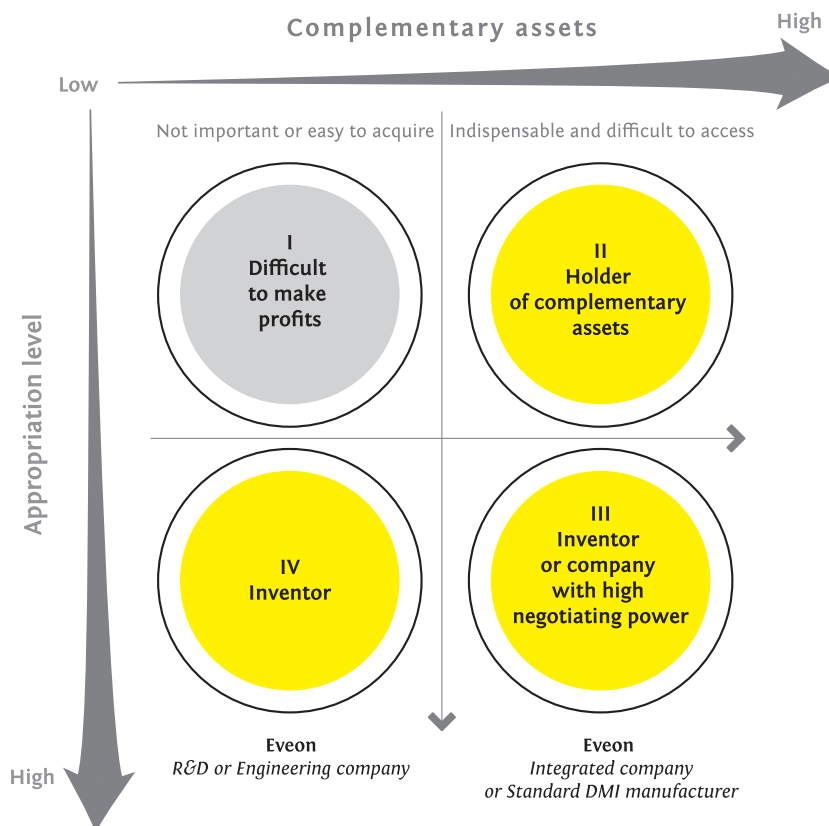 Complementary assets
High
Low
Not important or easy to acquire
Indispensable and difficult to access
I
Difficult
to make
profits
II
Holder
of complementary
assets
Appropriation level
IV
Inventor
III
Inventor
or company
with high
negotiating power
High
Eveon
R&D or Engineering company
Eveon
Integrated company
or Standard DMI manufacturer